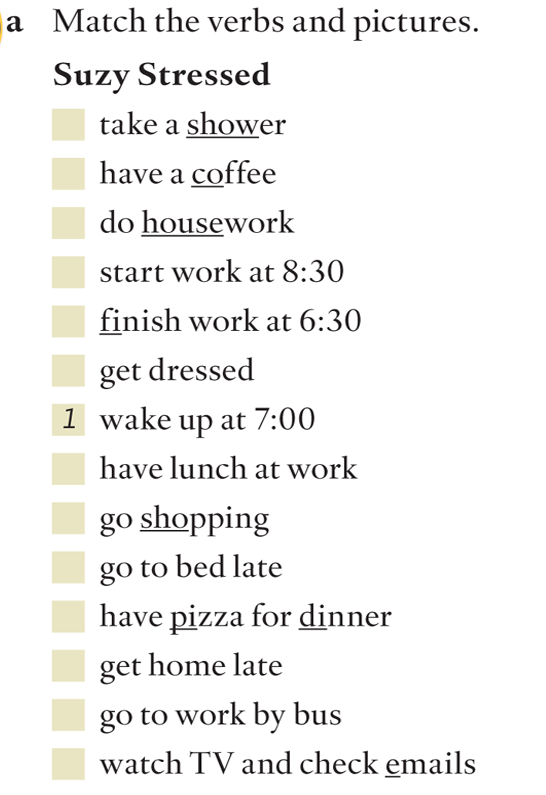 a Match the verbs and pictures.
Suzy Stressed
take a shower
have a coffee
do housework
start work at 8:30
finish work at 6:30
get dressed
1 wake up at 7:00
have lunch at work
go shopping
go to bed late
have pizza for dinner
get home late
go to work by bus
watch TV and check emails